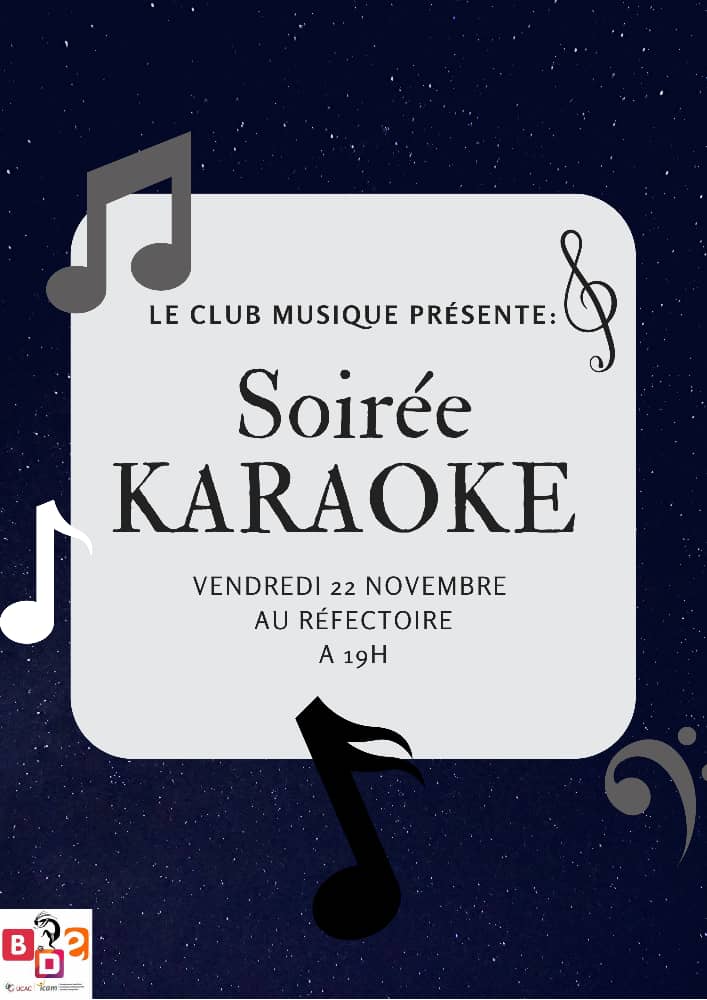 LE CLUB MUSIQUE PRÉSENTE:
Soirée
KARAOKE
VENDREDI 22 NOVEMBRE
AU RÉFECTOIRE
A 19H
BDE
UCAC icam